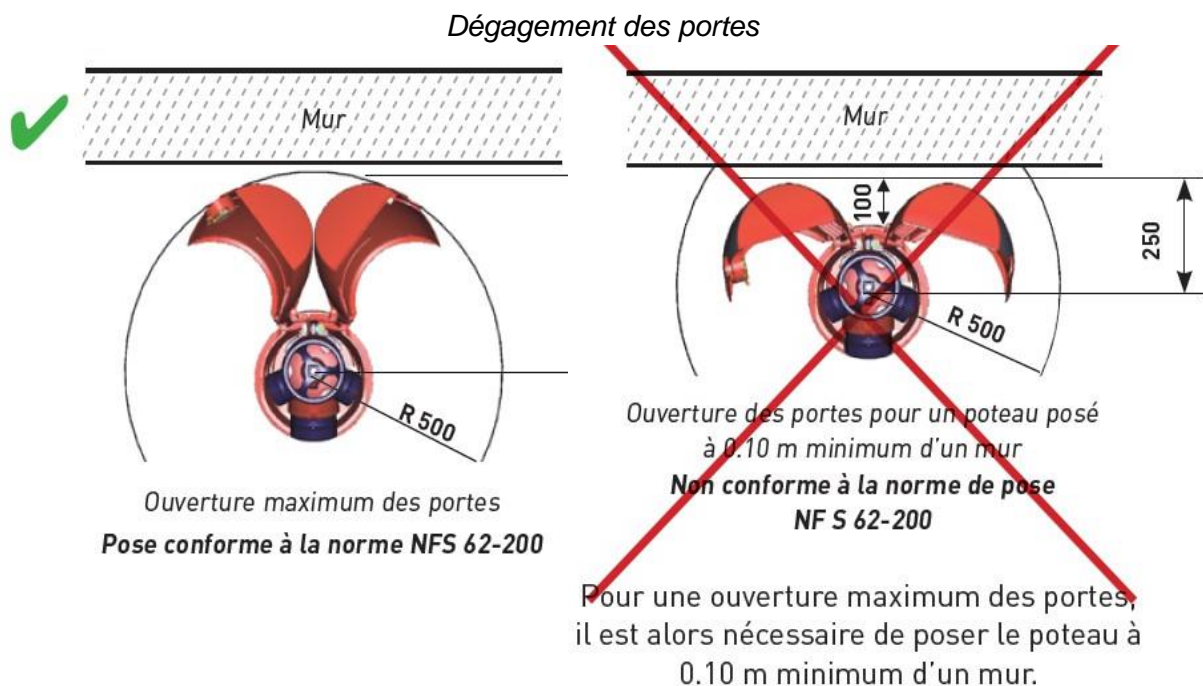 Dégagement des portes
Mur
R 500
Ouverture maximum des portes
Pose conforme à la norme NFS 62-200
Mur
100
250
R 500
Ouverture des portes pour un poteau posé
à 0.10 m minimum d'un mur
Non conforme à la norme de pose
NF S 62-200
Pour une ouverture maximum des portes,
il est alors nécessaire de poser le poteau à
0.10 m minimum d'un mur.